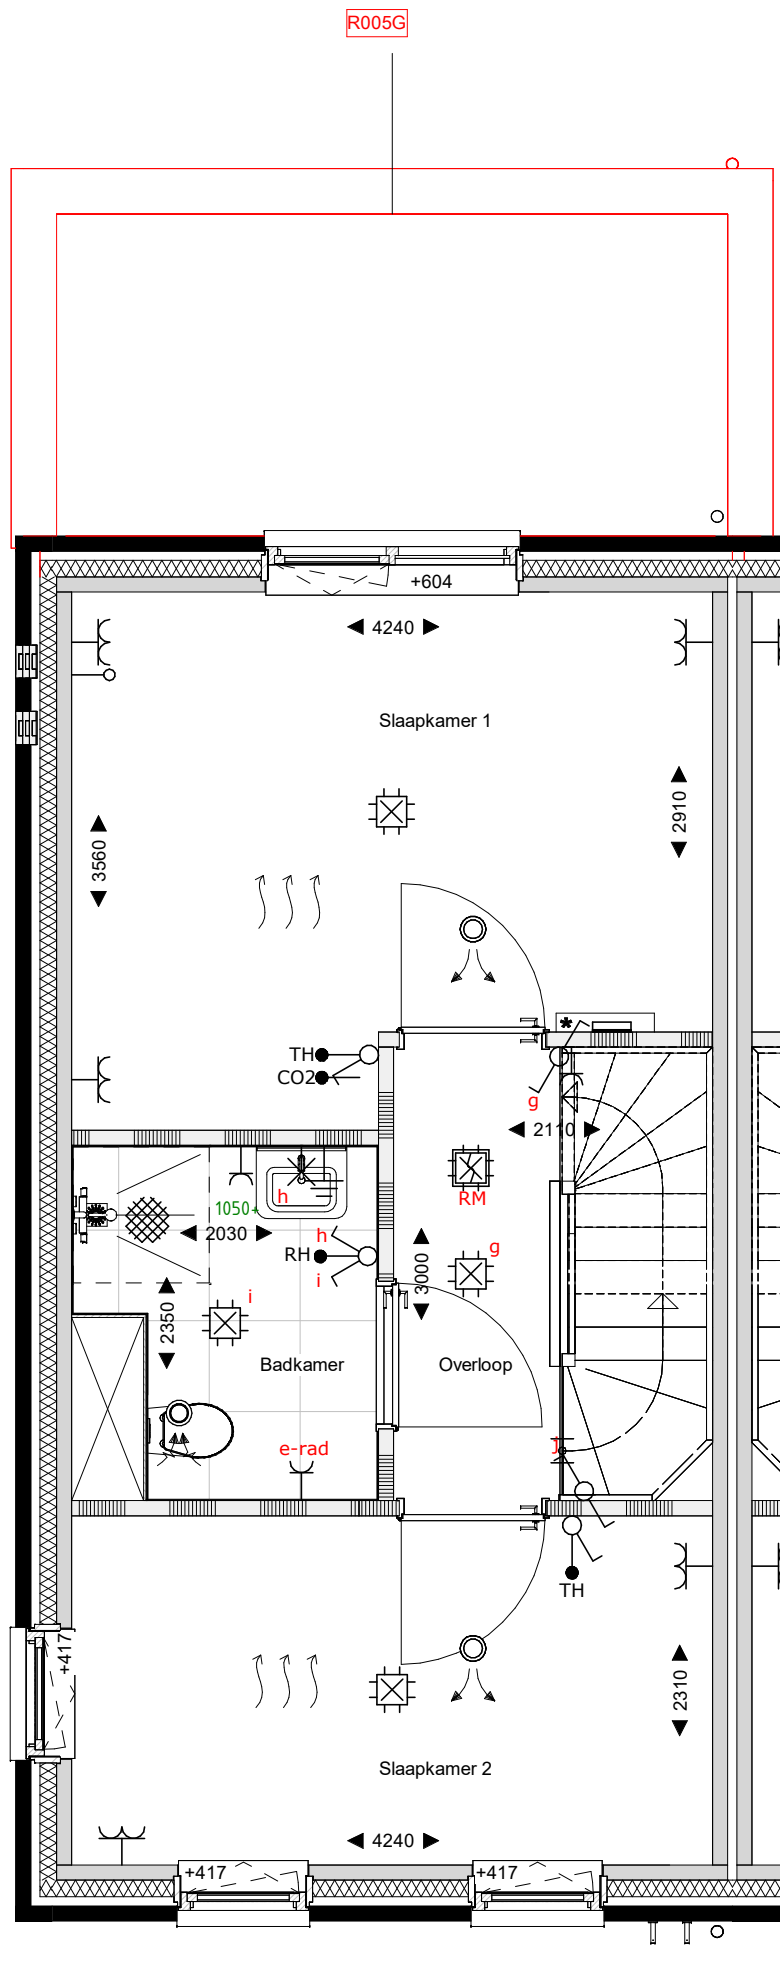 R005G
+604
4240
Slaapkamer 1
2910
3560
*
TH
CO2
g
2110
RM
h
1050+
2030
h
RH
i
g
3000
i
2350
Badkamer
Overloop
j
e-rad
TH
+417
2310
Slaapkamer 2
4240
+417
+417